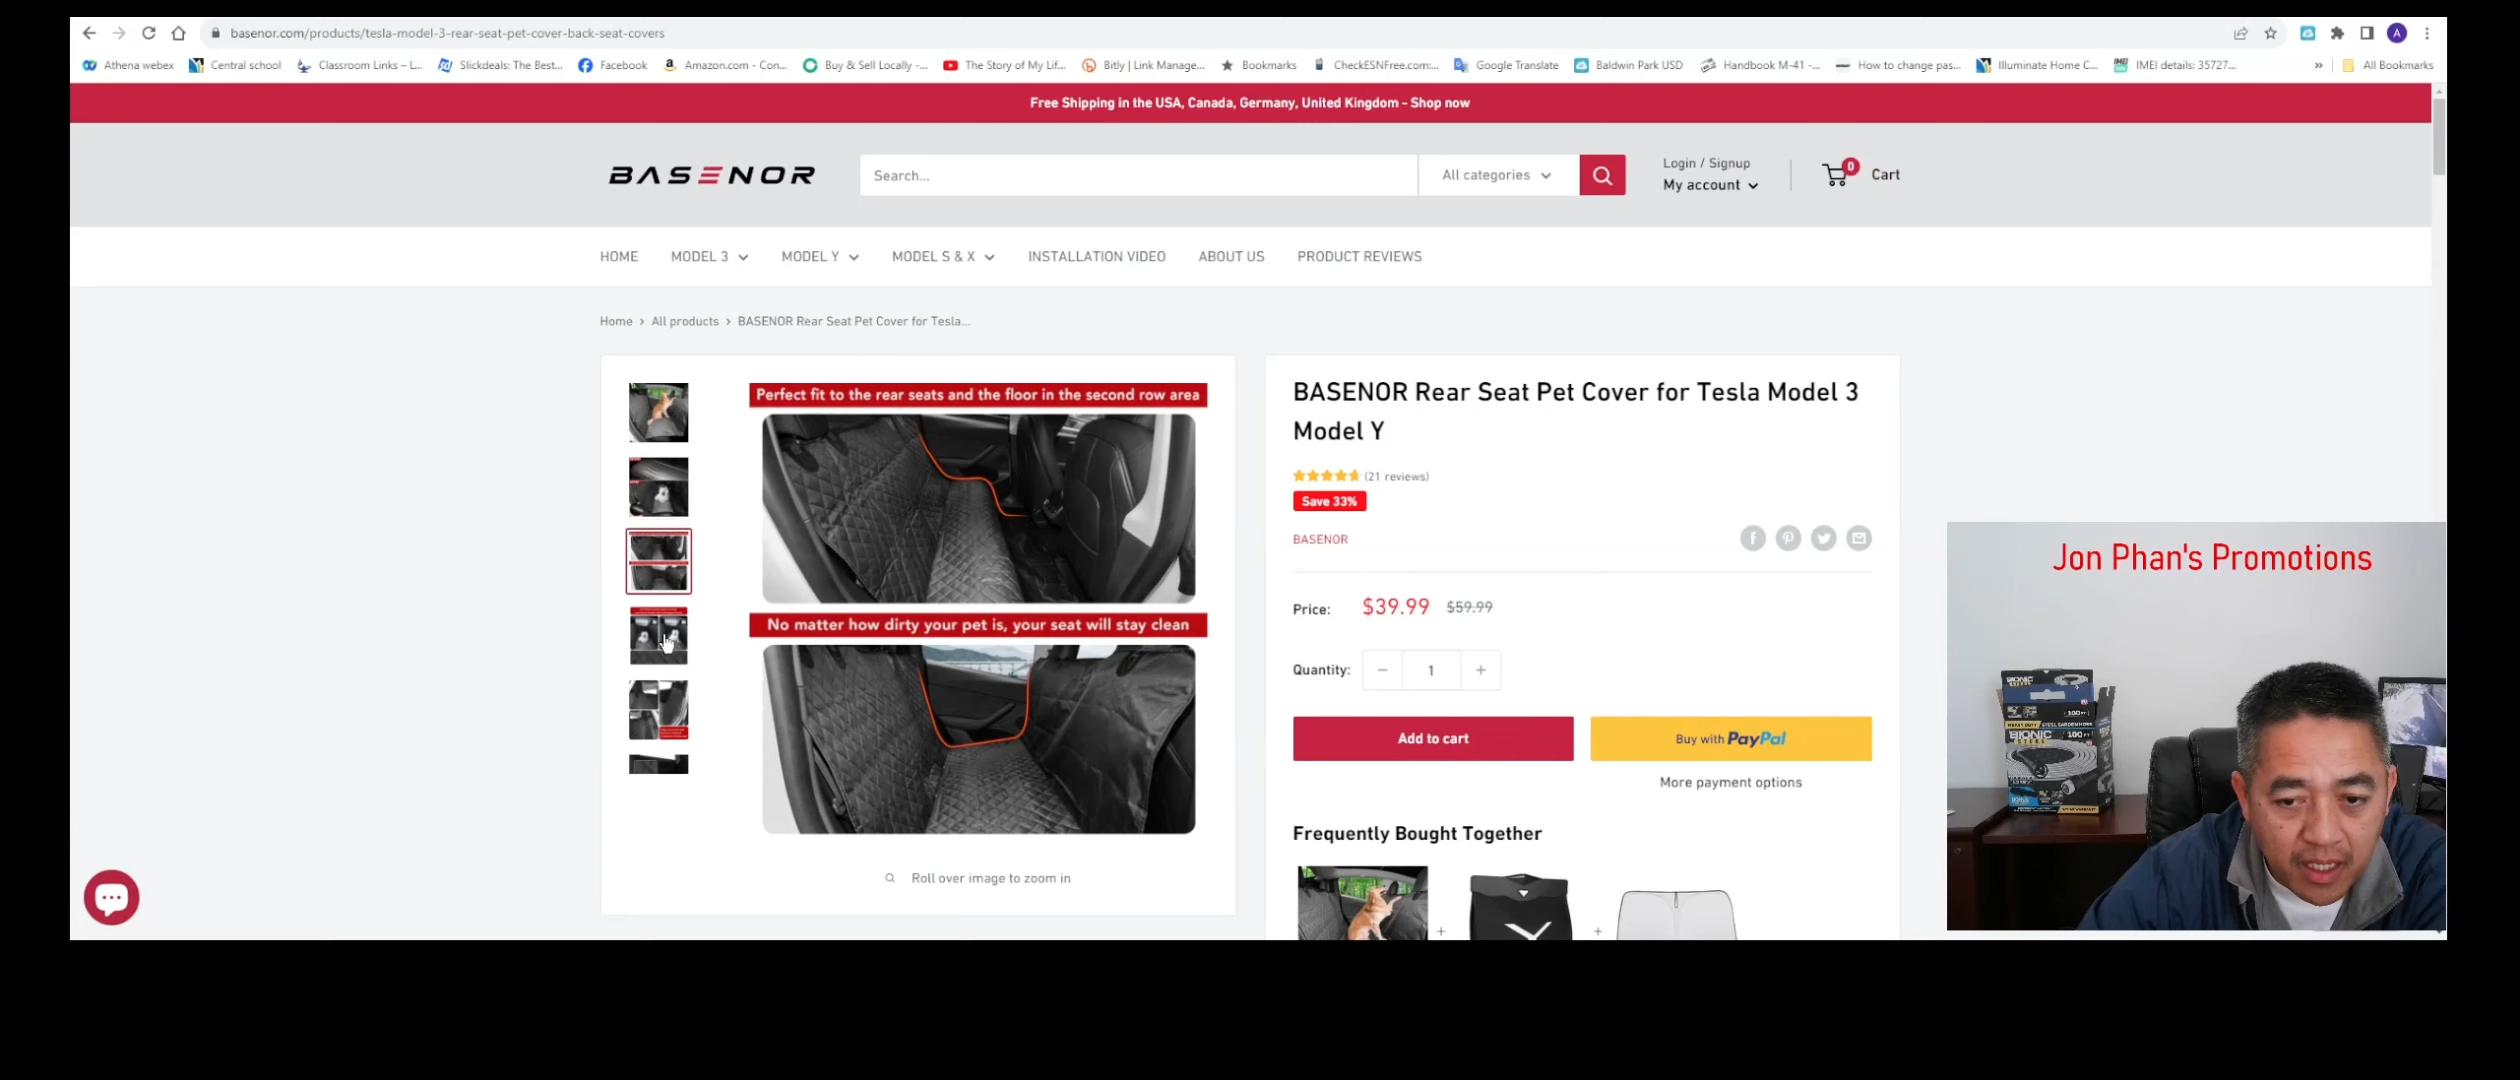 basenor.com/products/tesla-model-3-rear-seat-pet-cover-back-seat-covers
A
Athena webex
Central school
Classroom Links – L...
Slickdeals: The Best...
Facebook
Amazon.com - Con...
Buy & Sell Locally -...
The Story of My Lif...
Bitly | Link Manage...
Bookmarks
CheckESNFree.com:...
Google Translate
Baldwin Park USD
Handbook M-41 -...
How to change pas...
Illuminate Home C...
IMEI details: 35727...
»
All Bookmarks
Free Shipping in the USA, Canada, Germany, United Kingdom - Shop now
BASENOR
Search...
All categories
Login / Signup
My account
0
Cart
HOME
MODEL 3
MODEL Y
MODEL S & X
INSTALLATION VIDEO
ABOUT US
PRODUCT REVIEWS
Home › All products › BASENOR Rear Seat Pet Cover for Tesla...
Perfect fit to the rear seats and the floor in the second row area
No matter how dirty your pet is, your seat will stay clean
Roll over image to zoom in
BASENOR Rear Seat Pet Cover for Tesla Model 3
Model Y
(21 reviews)
Save 33%
BASENOR
Price: $39.99 $59.99
Quantity: − 1 +
Add to cart
Buy with PayPal
More payment options
Frequently Bought Together
+
+
Jon Phan's Promotions
BIONIC
100FT
STEEL GARDEN HOSE
BIONIC
100FT